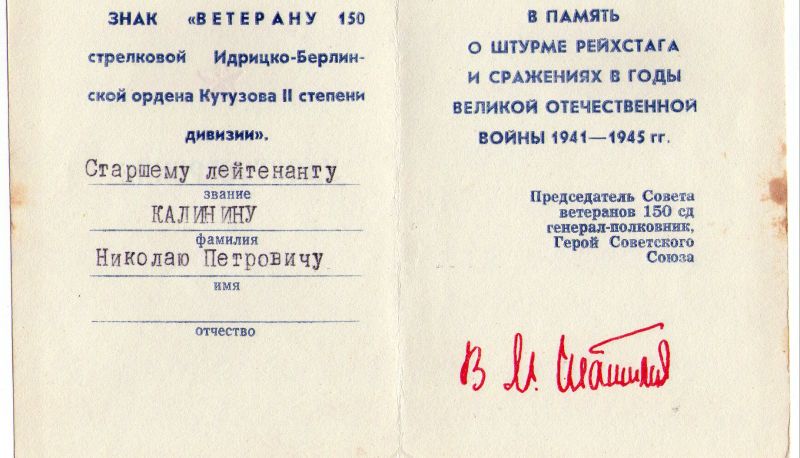 ЗНАК «ВЕТЕРАНУ 150
стрелковой Идрицко-Берлин-
ской ордена Кутузова II степени
дивизии».
Старшему лейтенанту
звание
КАЛИНИНУ
фамилия
Николаю Петровичу
имя
отчество
В ПАМЯТЬ
О ШТУРМЕ РЕЙХСТАГА
И СРАЖЕНИЯХ В ГОДЫ
ВЕЛИКОЙ ОТЕЧЕСТВЕННОЙ
ВОЙНЫ 1941—1945 гг.
Председатель Совета
ветеранов 150 сд
генерал-полковник,
Герой Советского
Союза
В М. Шатилов